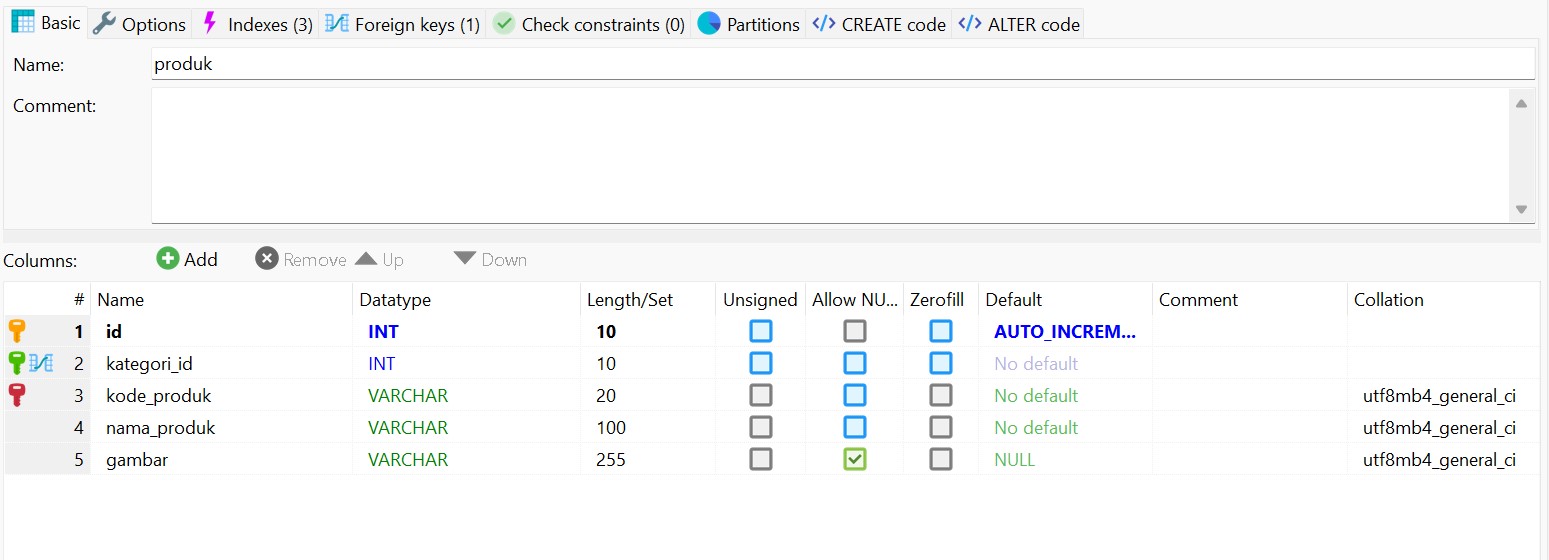 Basic Options Indexes (3) Foreign keys (1) Check constraints (0) Partitions CREATE code ALTER code
Name: produk
Comment:
Columns: Add Remove Up Down
# Name Datatype Length/Set Unsigned Allow NU... Zerofill Default Comment Collation
1 id INT 10 AUTO_INCREM...
2 kategori_id INT 10 No default
3 kode_produk VARCHAR 20 No default utf8mb4_general_ci
4 nama_produk VARCHAR 100 No default utf8mb4_general_ci
5 gambar VARCHAR 255 NULL utf8mb4_general_ci